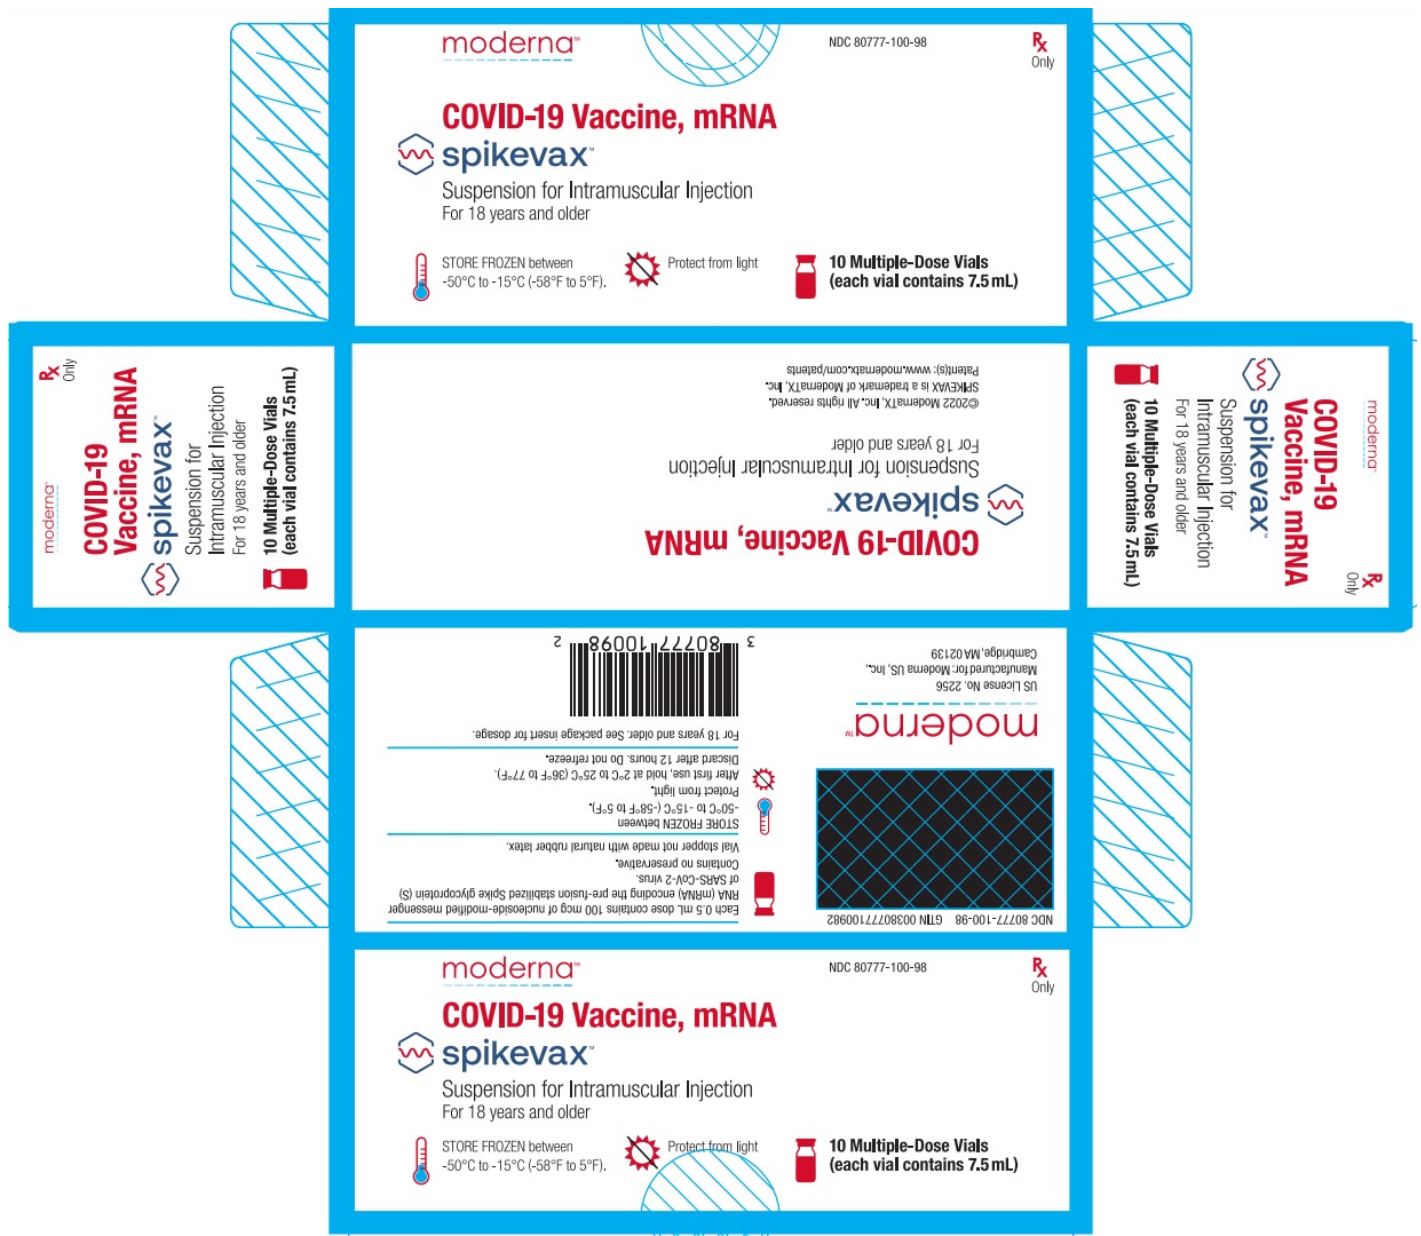 moderna™
NDC 80777-100-98
Rx
Only
COVID-19 Vaccine, mRNA
spikevax™
Suspension for Intramuscular Injection
For 18 years and older
STORE FROZEN between
-50°C to -15°C (-58°F to 5°F).
Protect from light
10 Multiple-Dose Vials
(each vial contains 7.5 mL)
moderna™
Rx
Only
COVID-19
Vaccine, mRNA
spikevax™
Suspension for
Intramuscular Injection
For 18 years and older
10 Multiple-Dose Vials
(each vial contains 7.5 mL)
COVID-19 Vaccine, mRNA
spikevax™
Suspension for Intramuscular Injection
For 18 years and older
©2022 ModernaTX, Inc. All rights reserved.
SPIKEVAX is a trademark of ModernaTX, Inc.
Patent(s): www.modernatx.com/patents
moderna™
Rx
Only
COVID-19
Vaccine, mRNA
spikevax™
Suspension for
Intramuscular Injection
For 18 years and older
10 Multiple-Dose Vials
(each vial contains 7.5 mL)
NDC 80777-100-98 GTIN 00380777100982
moderna™
US License No. 2256
Manufactured for: Moderna US, Inc.,
Cambridge, MA 02139
Each 0.5 mL dose contains 100 mcg of nucleoside-modified messenger
RNA (mRNA) encoding the pre-fusion stabilized Spike glycoprotein (S)
of SARS-CoV-2 virus.
Contains no preservative.
Vial stopper not made with natural rubber latex.
STORE FROZEN between
-50°C to -15°C (-58°F to 5°F).
Protect from light.
After first use, hold at 2°C to 25°C (36°F to 77°F).
Discard after 12 hours. Do not refreeze.
For 18 years and older. See package insert for dosage.
3 80777 10098 2
moderna™
NDC 80777-100-98
Rx
Only
COVID-19 Vaccine, mRNA
spikevax™
Suspension for Intramuscular Injection
For 18 years and older
STORE FROZEN between
-50°C to -15°C (-58°F to 5°F).
Protect from light
10 Multiple-Dose Vials
(each vial contains 7.5 mL)